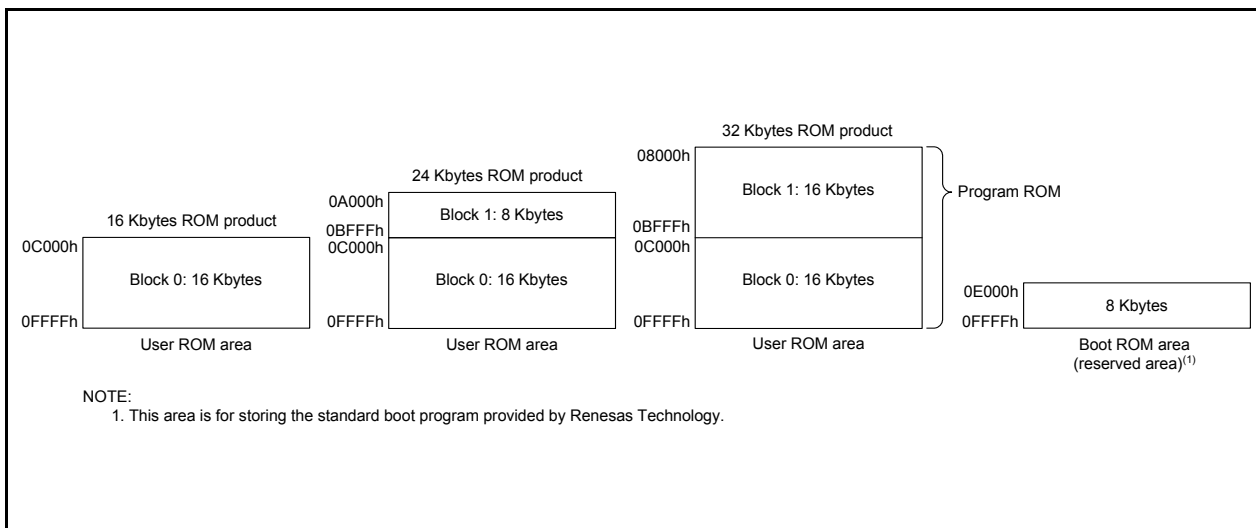 16 Kbytes ROM product
0C000h
Block 0: 16 Kbytes
0FFFFh
User ROM area
24 Kbytes ROM product
0A000h
Block 1: 8 Kbytes
0BFFFh
0C000h
Block 0: 16 Kbytes
0FFFFh
User ROM area
32 Kbytes ROM product
08000h
Block 1: 16 Kbytes
0BFFFh
0C000h
Block 0: 16 Kbytes
0FFFFh
User ROM area
Program ROM
0E000h
8 Kbytes
0FFFFh
Boot ROM area
(reserved area)(1)
NOTE:
1. This area is for storing the standard boot program provided by Renesas Technology.